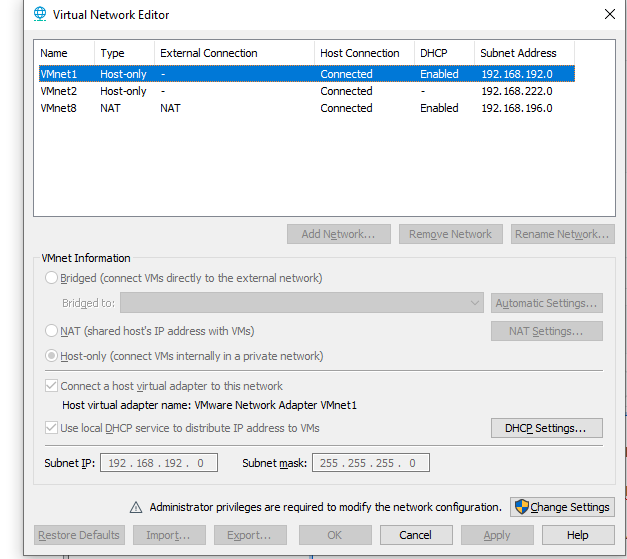 Virtual Network Editor
Name Type External Connection Host Connection DHCP Subnet Address
VMnet1 Host-only - Connected Enabled 192.168.192.0
VMnet2 Host-only - Connected - 192.168.222.0
VMnet8 NAT NAT Connected Enabled 192.168.196.0
Add Network... Remove Network Rename Network...
VMnet Information
Bridged (connect VMs directly to the external network)
Bridged to: Automatic Settings...
NAT (shared host's IP address with VMs) NAT Settings...
Host-only (connect VMs internally in a private network)
Connect a host virtual adapter to this network
Host virtual adapter name: VMware Network Adapter VMnet1
Use local DHCP service to distribute IP address to VMs DHCP Settings...
Subnet IP: 192 . 168 . 192 . 0 Subnet mask: 255 . 255 . 255 . 0
Administrator privileges are required to modify the network configuration. Change Settings
Restore Defaults Import... Export... OK Cancel Apply Help